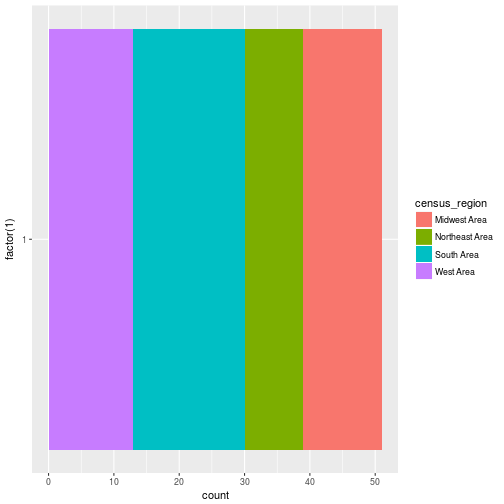 factor(1)
1
0 10 20 30 40 50
count
census_region
Midwest Area
Northeast Area
South Area
West Area